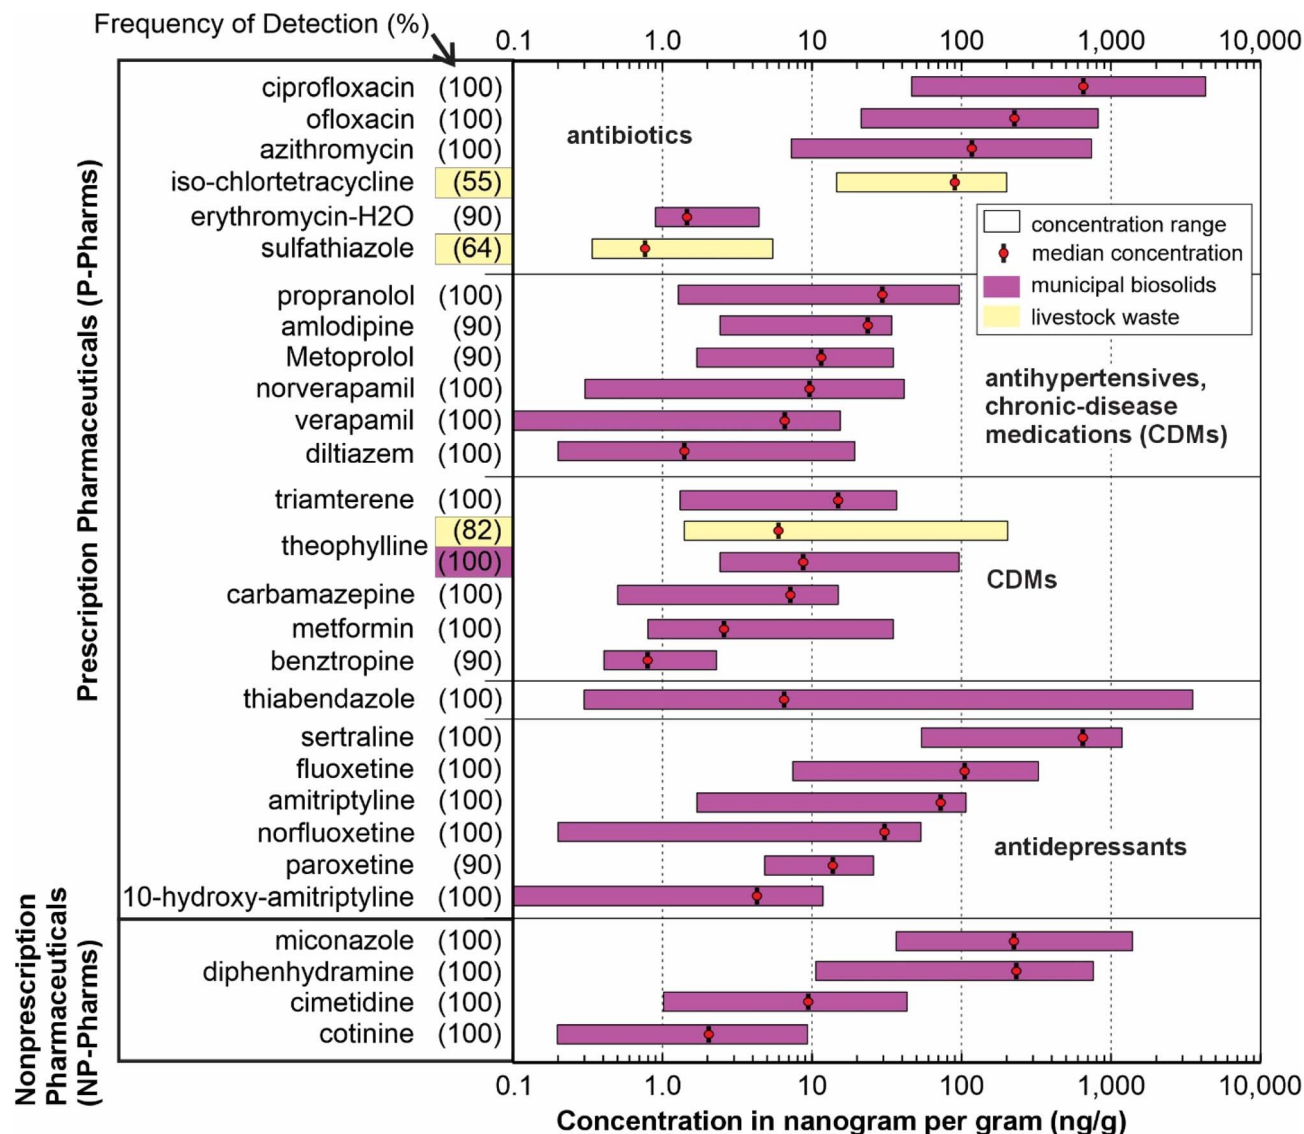 Frequency of Detection (%)
0.1 1.0 10 100 1,000 10,000
Prescription Pharmaceuticals (P-Pharms)
ciprofloxacin (100)
ofloxacin (100)
antibiotics
azithromycin (100)
iso-chlortetracycline (55)
erythromycin-H2O (90)
sulfathiazole (64)
concentration range
median concentration
municipal biosolids
livestock waste
propranolol (100)
amlodipine (90)
Metoprolol (90)
norverapamil (100)
verapamil (100)
diltiazem (100)
antihypertensives,
chronic-disease
medications (CDMs)
triamterene (100)
theophylline (82)
(100)
carbamazepine (100)
metformin (100)
benztropine (90)
CDMs
thiabendazole (100)
sertraline (100)
fluoxetine (100)
amitriptyline (100)
norfluoxetine (100)
paroxetine (90)
10-hydroxy-amitriptyline (100)
antidepressants
Nonprescription
Pharmaceuticals
(NP-Pharms)
miconazole (100)
diphenhydramine (100)
cimetidine (100)
cotinine (100)
0.1 1.0 10 100 1,000 10,000
Concentration in nanogram per gram (ng/g)